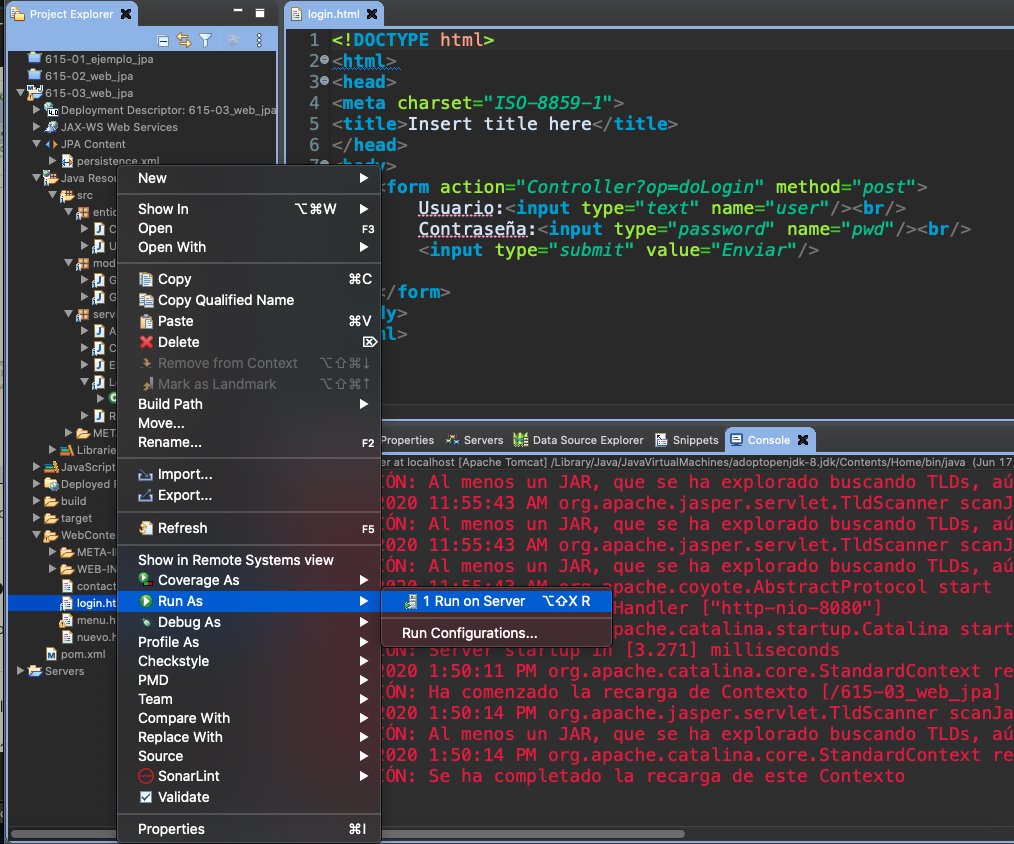 Project Explorer
615-01_ejemplo_jpa
615-02_web_jpa
615-03_web_jpa
Deployment Descriptor: 615-03_web_jpa
JAX-WS Web Services
JPA Content
persistence.xml
Java Resou
src
entic
C
U
mod
G
G
serv
A
C
E
Lo
R
META
Librarie
JavaScript
Deployed R
build
target
WebConte
META-I
WEB-IN
contact
login.ht
menu.h
nuevo.h
pom.xml
Servers
New
Show In ⌥⌘W
Open F3
Open With
Copy ⌘C
Copy Qualified Name
Paste ⌘V
Delete ⌦
Remove from Context ⌥⇧⌘↓
Mark as Landmark ⌥⇧⌘↑
Build Path
Move...
Rename... F2
Import...
Export...
Refresh F5
Show in Remote Systems view
Coverage As
Run As
Debug As
Profile As
Checkstyle
PMD
Team
Compare With
Replace With
Source
SonarLint
Validate
Properties ⌘I
1 Run on Server ⌥⇧X R
Run Configurations...
login.html
1 <!DOCTYPE html>
2 <html>
3 <head>
4 <meta charset="ISO-8859-1">
5 <title>Insert title here</title>
6 </head>
7 <body>
form action="Controller?op=doLogin" method="post">
Usuario:<input type="text" name="user"/><br/>
Contraseña:<input type="password" name="pwd"/><br/>
<input type="submit" value="Enviar"/>
</form>
dy>
ml>
Properties Servers Data Source Explorer Snippets Console
er at localhost [Apache Tomcat] /Library/Java/JavaVirtualMachines/adoptopenjdk-8.jdk/Contents/Home/bin/java (Jun 17,
IÓN: Al menos un JAR, que se ha explorado buscando TLDs, aú
2020 11:55:43 AM org.apache.jasper.servlet.TldScanner scanJ
IÓN: Al menos un JAR, que se ha explorado buscando TLDs, aú
2020 11:55:43 AM org.apache.jasper.servlet.TldScanner scanJ
IÓN: Al menos un JAR, que se ha explorado buscando TLDs, aú
2020 11:55:43 AM org.apache.coyote.AbstractProtocol start
Handler ["http-nio-8080"]
pache.catalina.startup.Catalina start
IÓN: Server startup in [3.271] milliseconds
2020 1:50:11 PM org.apache.catalina.core.StandardContext re
IÓN: Ha comenzado la recarga de Contexto [/615-03_web_jpa]
2020 1:50:14 PM org.apache.jasper.servlet.TldScanner scanJa
IÓN: Al menos un JAR, que se ha explorado buscando TLDs, aú
2020 1:50:14 PM org.apache.catalina.core.StandardContext re
IÓN: Se ha completado la recarga de este Contexto